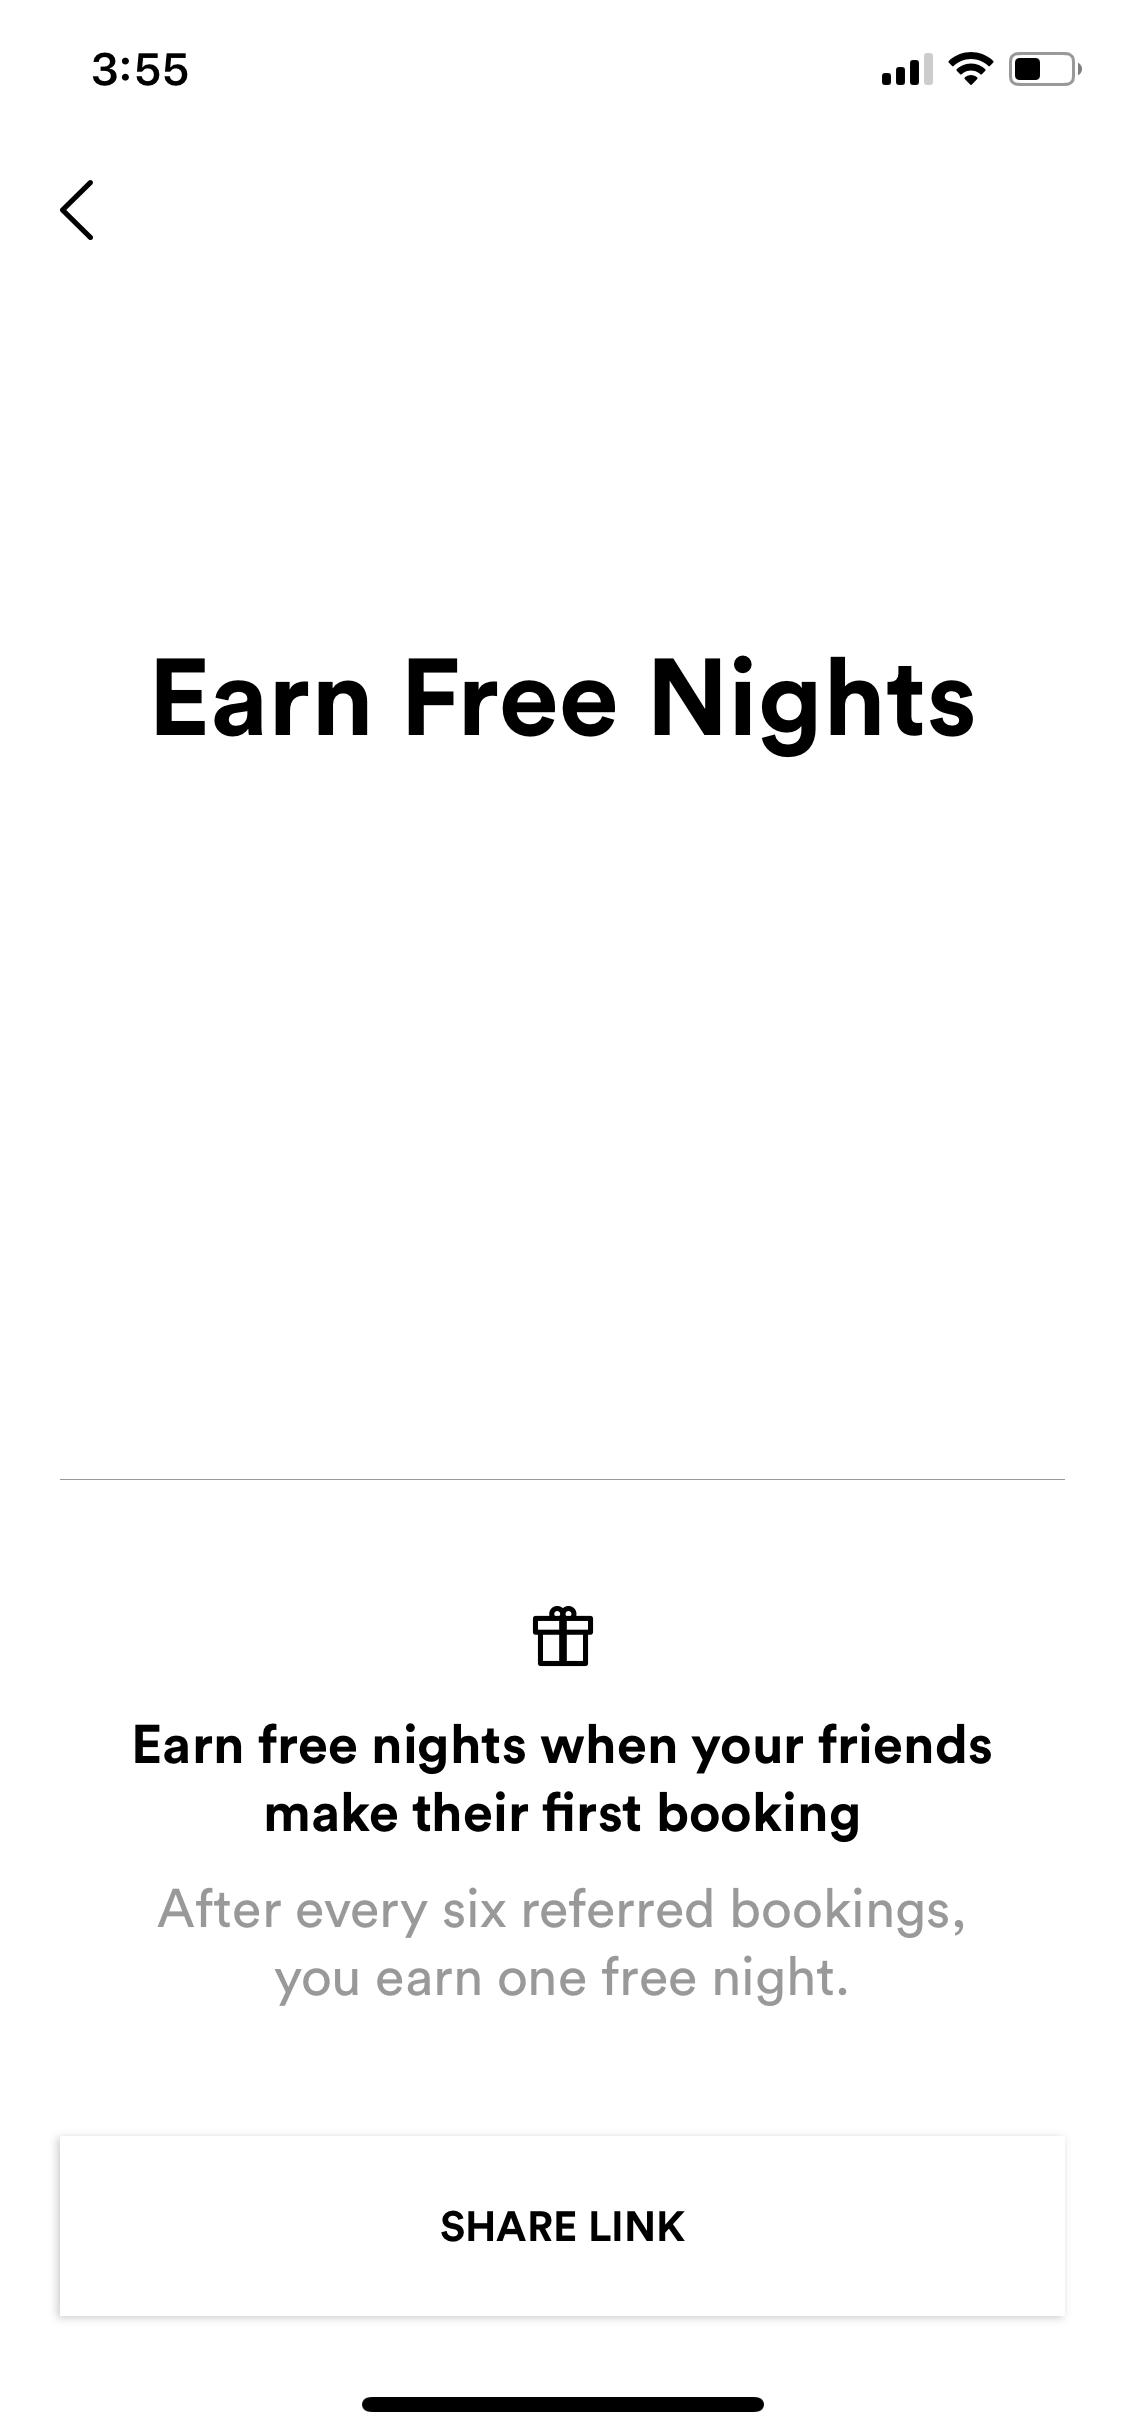 3:55
Earn Free Nights
Earn free nights when your friends
make their first booking
After every six referred bookings,
you earn one free night.
SHARE LINK